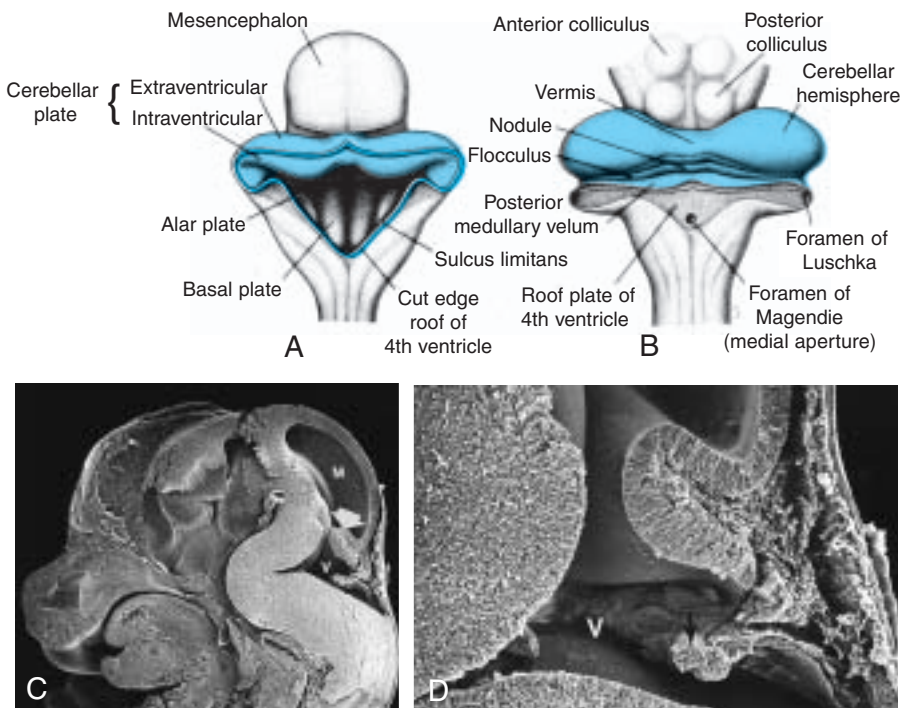 Mesencephalon
Cerebellar
plate
{
Extraventricular
Intraventricular
Alar plate
Basal plate
Sulcus limitans
Cut edge
roof of
4th ventricle
A
Anterior colliculus
Posterior
colliculus
Cerebellar
hemisphere
Vermis
Nodule
Flocculus
Posterior
medullary velum
Roof plate of
4th ventricle
Foramen of
Luschka
Foramen of
Magendie
(medial aperture)
B
M
V
C
V
D